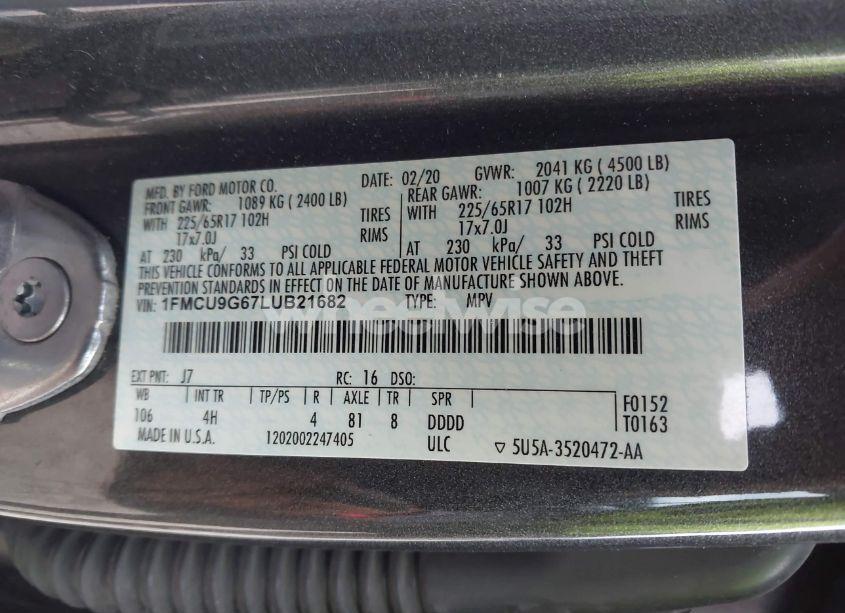 MFD. BY FORD MOTOR CO. DATE: 02/20 GVWR: 2041 KG ( 4500 LB)
FRONT GAWR: 1089 KG ( 2400 LB) REAR GAWR: 1007 KG ( 2220 LB)
WITH 225/65R17 102H TIRES WITH 225/65R17 102H TIRES
17x7.0J RIMS 17x7.0J RIMS
AT 230 kPa/ 33 PSI COLD AT 230 kPa/ 33 PSI COLD
THIS VEHICLE CONFORMS TO ALL APPLICABLE FEDERAL MOTOR VEHICLE SAFETY AND THEFT
PREVENTION STANDARDS IN EFFECT ON THE DATE OF MANUFACTURE SHOWN ABOVE.
VIN: 1FMCU9G67LUB21682 TYPE: MPV
wheelwise
EXT PNT: J7 RC: 16 DSO:
WB INT TR TP/PS R AXLE TR SPR F0152
106 4H 4 81 8 DDDD T0163
MADE IN U.S.A. 1202002247405 ULC ▽ 5U5A-3520472-AA